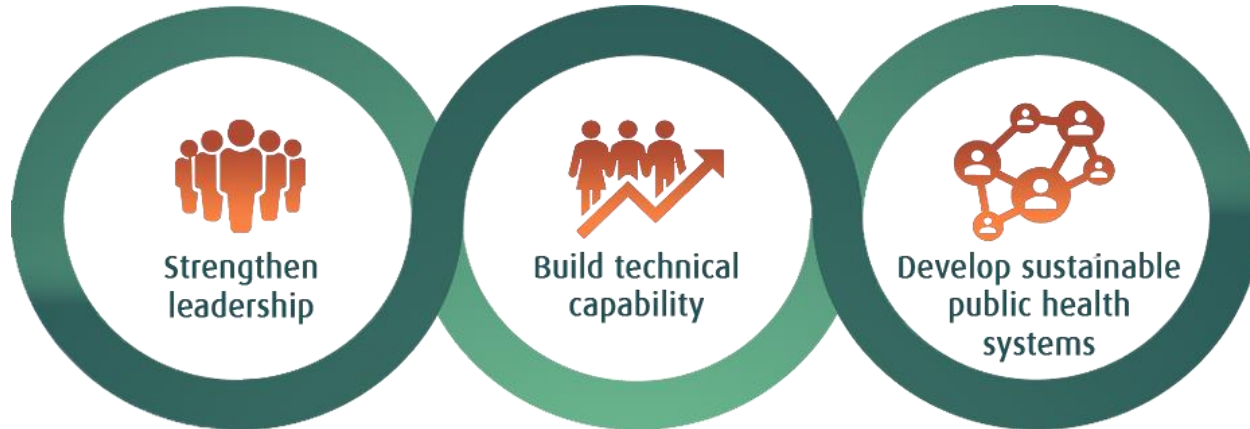 Strengthen
leadership
Build technical
capability
Develop sustainable
public health
systems